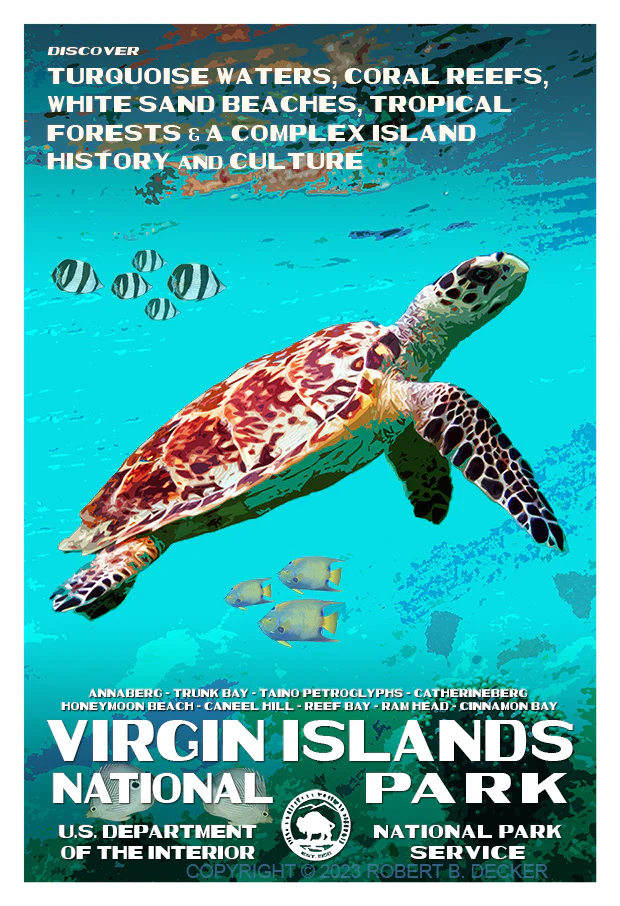 DISCOVER
TURQUOISE WATERS, CORAL REEFS,
WHITE SAND BEACHES, TROPICAL
FORESTS & A COMPLEX ISLAND
HISTORY AND CULTURE
ANNABERG - TRUNK BAY - TAINO PETROGLYPHS - CATHERINEBERG
HONEYMOON BEACH - CANEEL HILL - REEF BAY - RAM HEAD - CINNAMON BAY
VIRGIN ISLANDS
NATIONAL PARK
U.S. DEPARTMENT
OF THE INTERIOR
EST. 1956
NATIONAL PARK
SERVICE
COPYRIGHT © 2023 ROBERT B. DECKER